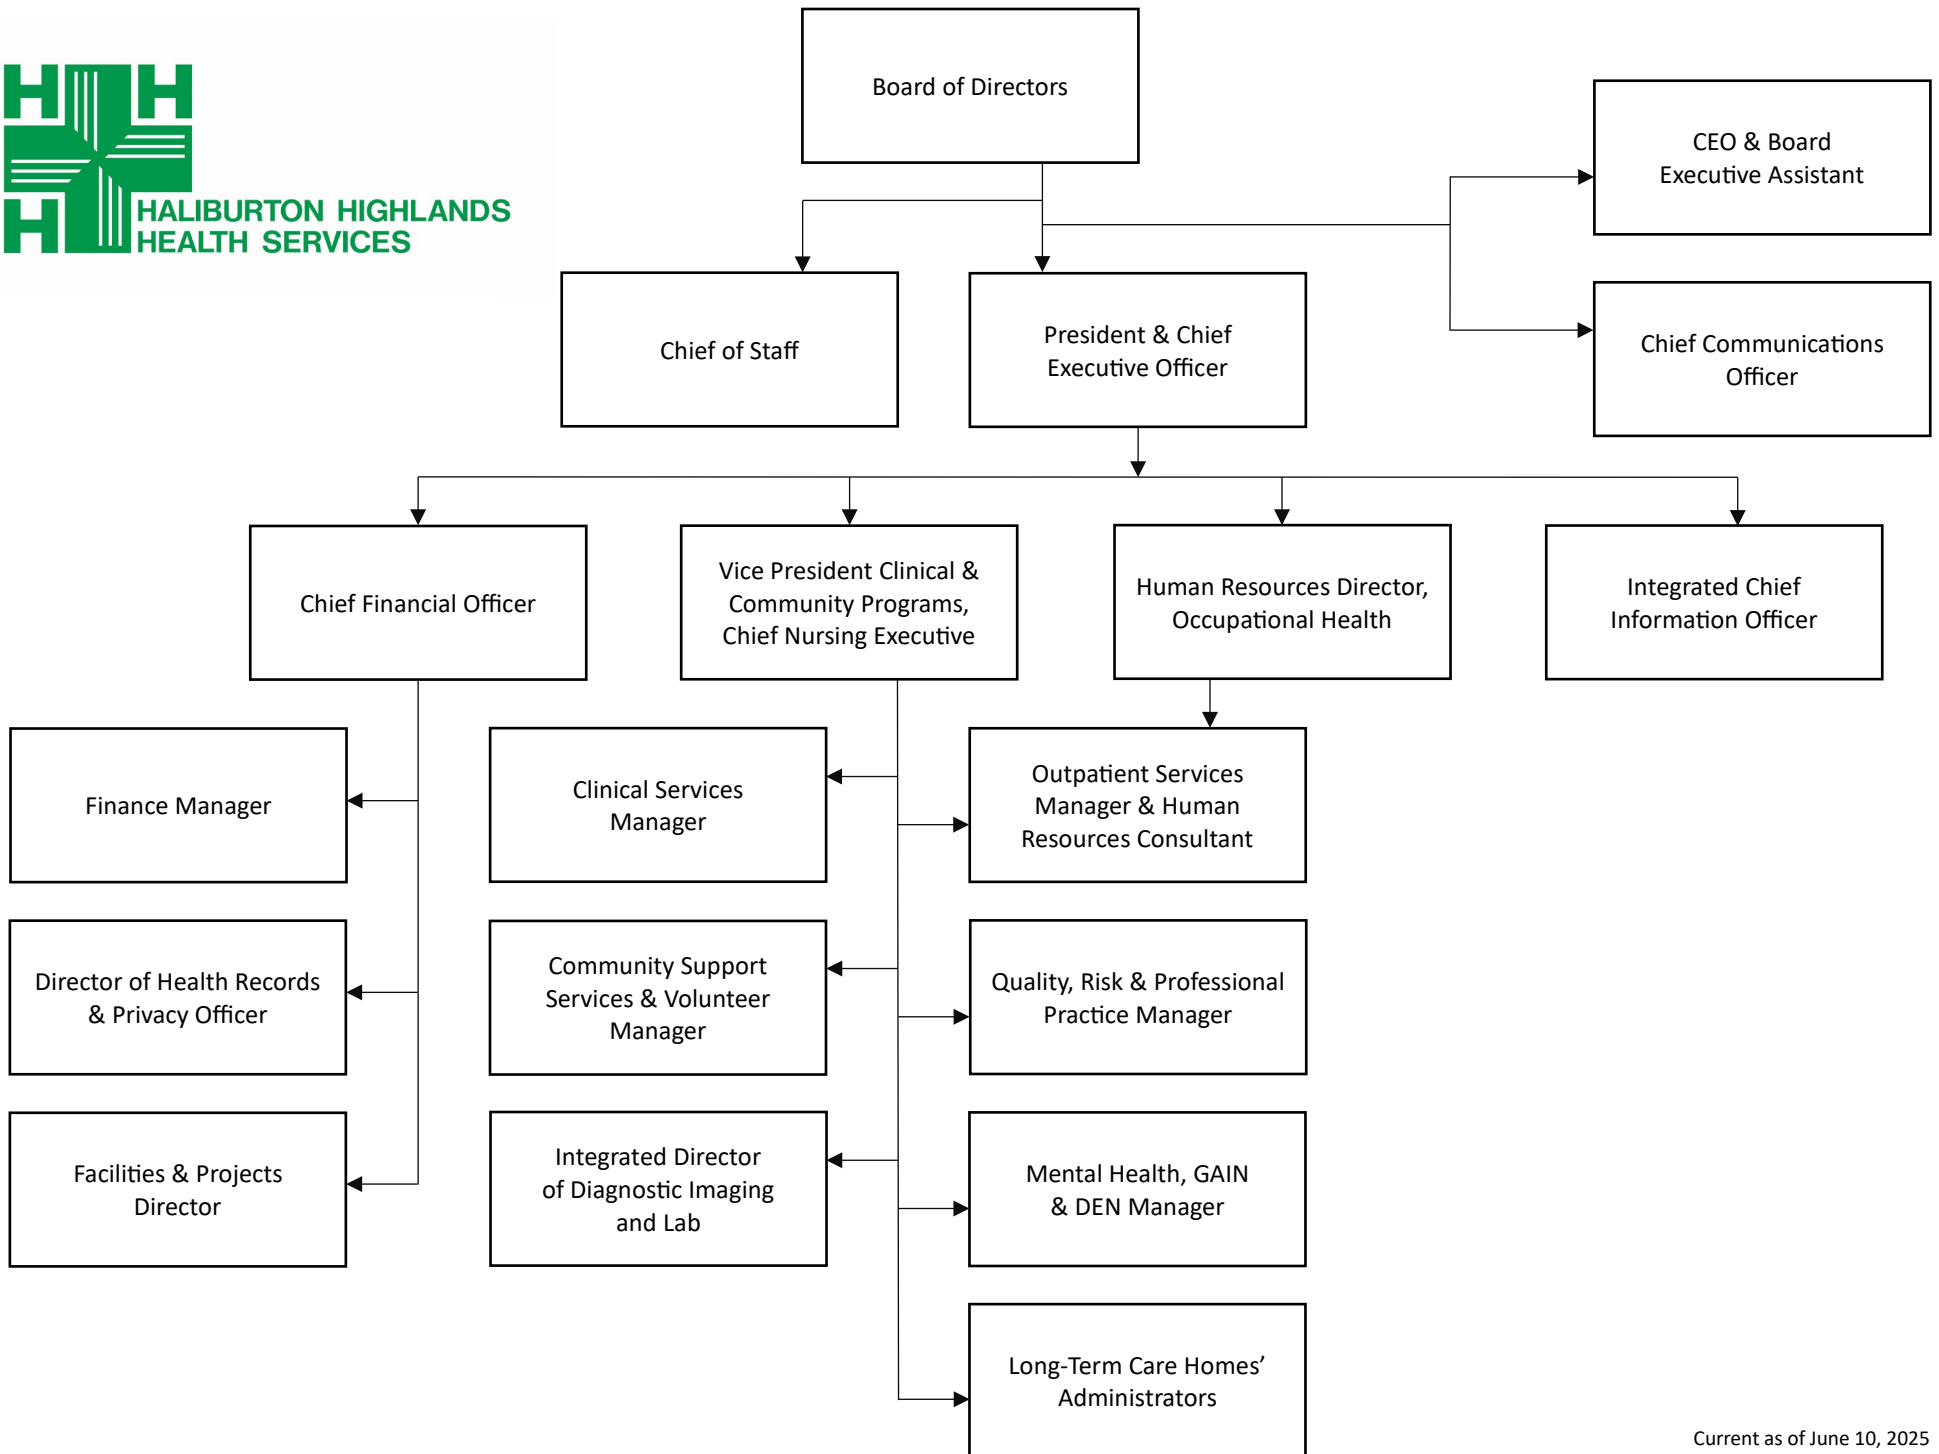 Board of Directors
CEO & Board
Executive Assistant
H H
H
HALIBURTON HIGHLANDS
HEALTH SERVICES
Chief of Staff
President & Chief
Executive Officer
Chief Communications
Officer
Chief Financial Officer
Vice President Clinical &
Community Programs,
Chief Nursing Executive
Human Resources Director,
Occupational Health
Integrated Chief
Information Officer
Finance Manager
Clinical Services
Manager
Outpatient Services
Manager & Human
Resources Consultant
Director of Health Records
& Privacy Officer
Community Support
Services & Volunteer
Manager
Quality, Risk & Professional
Practice Manager
Facilities & Projects
Director
Integrated Director
of Diagnostic Imaging
and Lab
Mental Health, GAIN
& DEN Manager
Long-Term Care Homes’
Administrators
Current as of June 10, 2025